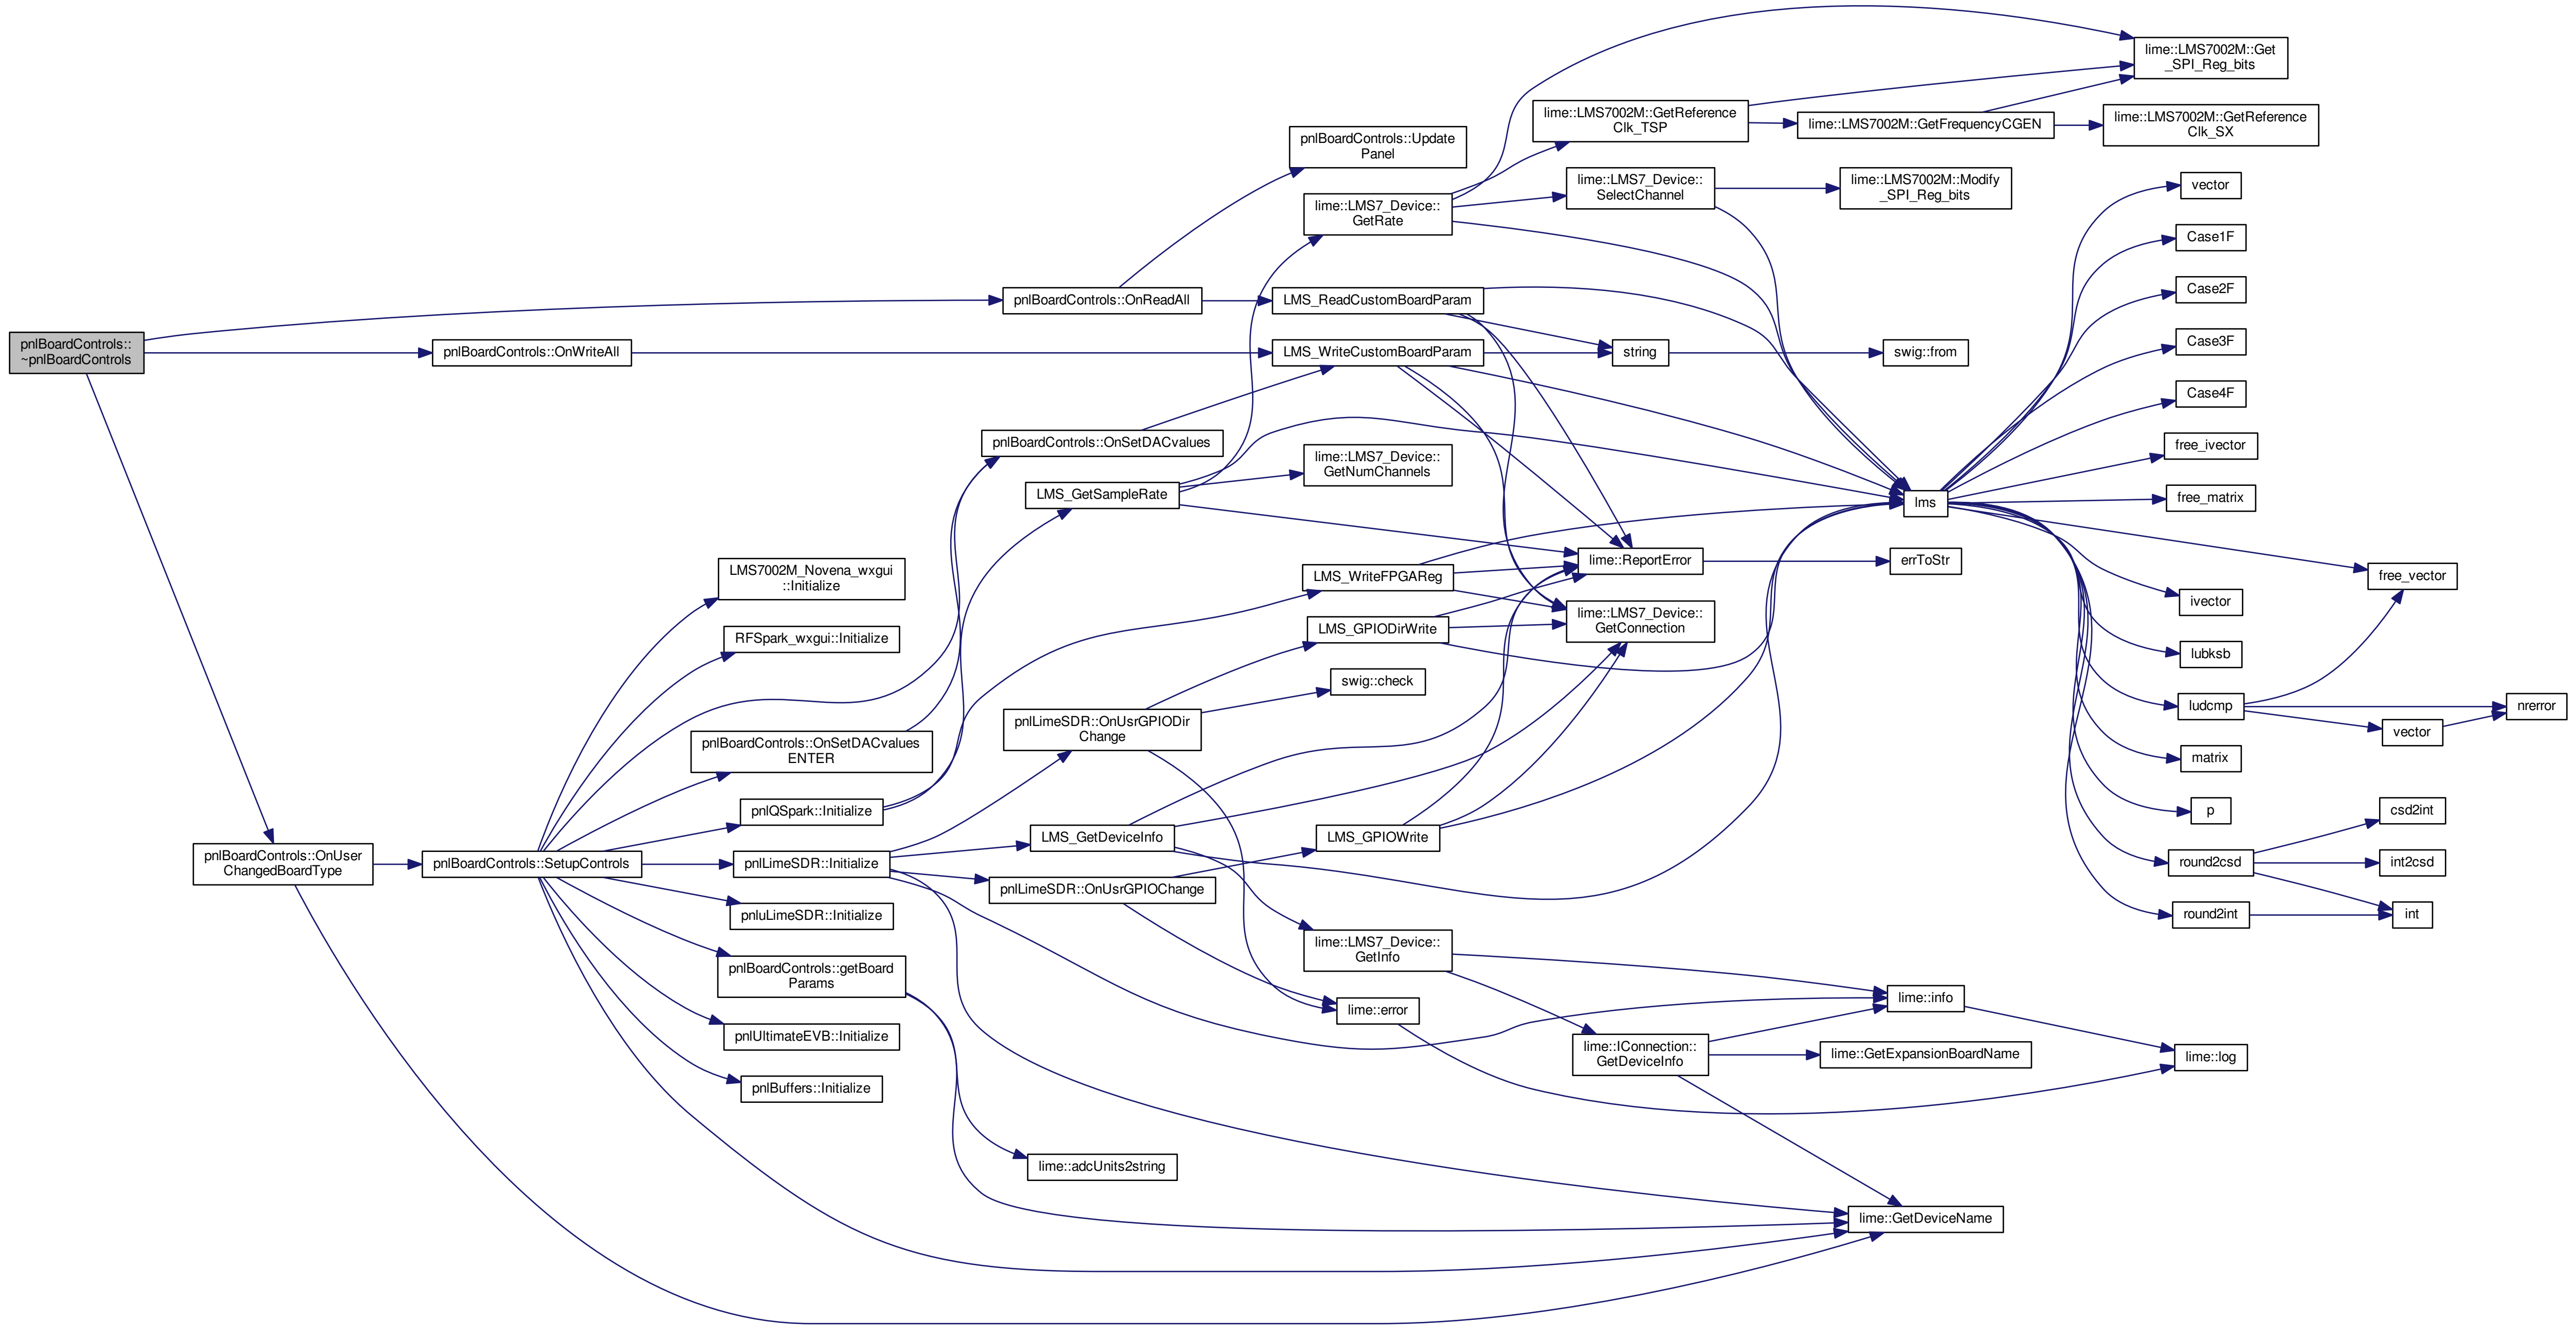 pnlBoardControls::
~pnlBoardControls
pnlBoardControls::OnReadAll
pnlBoardControls::OnWriteAll
pnlBoardControls::OnUser
ChangedBoardType
pnlBoardControls::Update
Panel
LMS_ReadCustomBoardParam
LMS_WriteCustomBoardParam
pnlBoardControls::SetupControls
LMS7002M_Novena_wxgui
::Initialize
RFSpark_wxgui::Initialize
pnlBoardControls::OnSetDACvalues
ENTER
pnlQSpark::Initialize
pnlLimeSDR::Initialize
pnluLimeSDR::Initialize
pnlBoardControls::getBoard
Params
pnlUltimateEVB::Initialize
pnlBuffers::Initialize
pnlBoardControls::OnSetDACvalues
LMS_GetSampleRate
pnlLimeSDR::OnUsrGPIODir
Change
LMS_GetDeviceInfo
pnlLimeSDR::OnUsrGPIOChange
lime::adcUnits2string
lime::LMS7_Device::
GetRate
lime::LMS7_Device::
GetNumChannels
LMS_WriteFPGAReg
LMS_GPIODirWrite
swig::check
LMS_GPIOWrite
lime::LMS7_Device::
GetInfo
lime::error
lime::LMS7002M::GetReference
Clk_TSP
lime::LMS7_Device::
SelectChannel
string
lime::ReportError
lime::LMS7_Device::
GetConnection
lime::IConnection::
GetDeviceInfo
lime::LMS7002M::GetFrequencyCGEN
lime::LMS7002M::Modify
_SPI_Reg_bits
swig::from
lms
errToStr
lime::info
lime::GetExpansionBoardName
lime::GetDeviceName
lime::LMS7002M::Get
_SPI_Reg_bits
lime::LMS7002M::GetReference
Clk_SX
vector
Case1F
Case2F
Case3F
Case4F
free_ivector
free_matrix
free_vector
ivector
lubksb
ludcmp
nrerror
vector
matrix
p
round2csd
csd2int
int2csd
round2int
int
lime::log